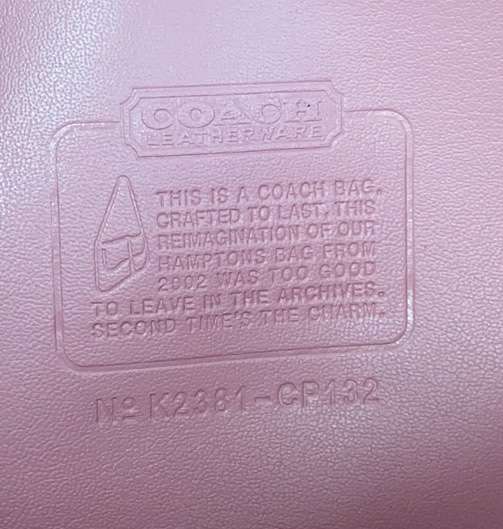 COACH
LEATHERWARE
THIS IS A COACH BAG.
CRAFTED TO LAST, THIS
REIMAGINATION OF OUR
HAMPTONS BAG FROM
2002 WAS TOO GOOD
TO LEAVE IN THE ARCHIVES.
SECOND TIME'S THE CHARM.
Nº K2381-CP132